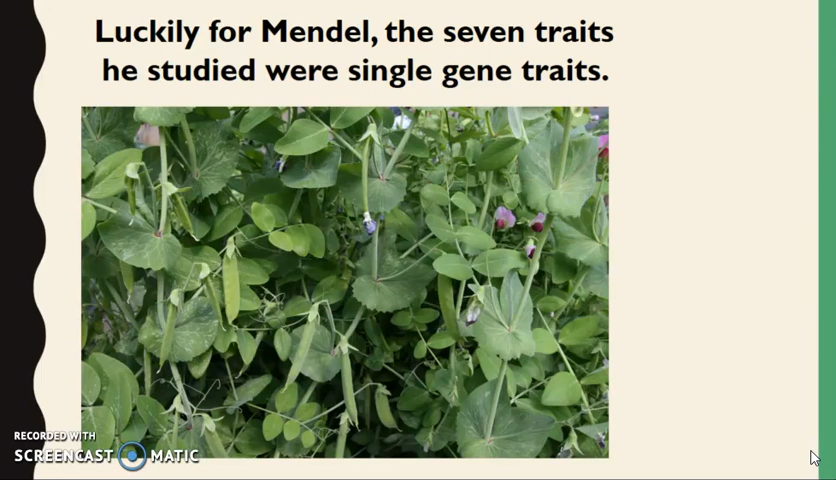 Luckily for Mendel, the seven traits
he studied were single gene traits.
RECORDED WITH
SCREENCAST MATIC